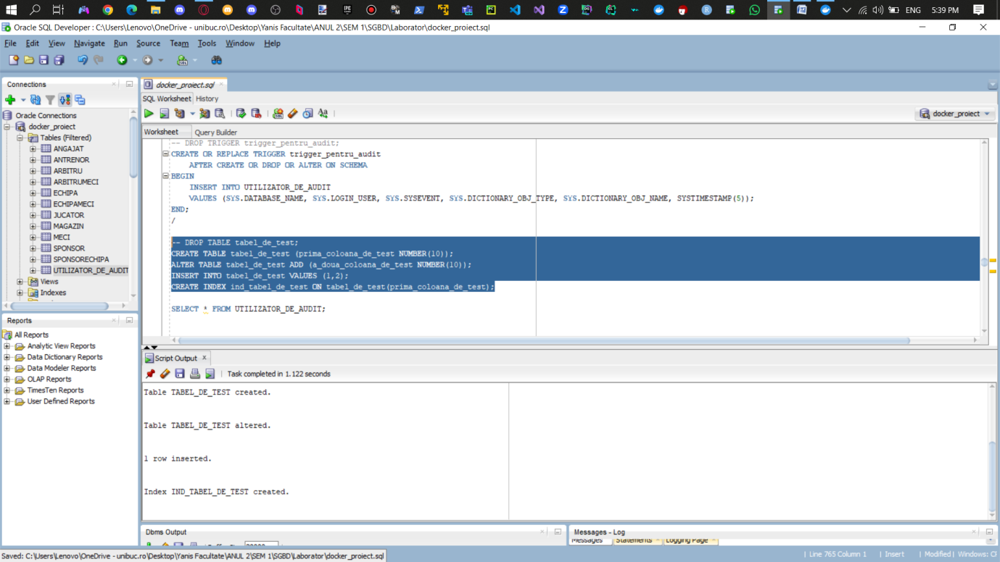 ENG
5:39 PM
Oracle SQL Developer : C:\Users\Lenovo\OneDrive - unibuc.ro\Desktop\Yanis Facultate\ANUL 2\SEM 1\SGBD\Laborator\docker_proiect.sql
File Edit View Navigate Run Source Team Tools Window Help
Connections
Oracle Connections
docker_project
Tables (Filtered)
ANGAJAT
ANTRENOR
ARBITRU
ARBITRUMECI
ECHIPA
ECHIPAMECI
JUCATOR
MAGAZIN
MECI
SPONSOR
SPONSORECHIPA
UTILIZATOR_DE_AUDIT
Views
Indexes
Reports
All Reports
Analytic View Reports
Data Dictionary Reports
Data Modeler Reports
OLAP Reports
TimesTen Reports
User Defined Reports
docker_proiect.sql
SQL Worksheet History
docker_proiect
Worksheet Query Builder
-- DROP TRIGGER trigger_pentru_audit;
CREATE OR REPLACE TRIGGER trigger_pentru_audit
AFTER CREATE OR DROP OR ALTER ON SCHEMA
BEGIN
INSERT INTO UTILIZATOR_DE_AUDIT
VALUES (SYS.DATABASE_NAME, SYS.LOGIN_USER, SYS.SYSEVENT, SYS.DICTIONARY_OBJ_TYPE, SYS.DICTIONARY_OBJ_NAME, SYSTIMESTAMP(5));
END;
/
-- DROP TABLE tabel_de_test;
CREATE TABLE tabel_de_test (prima_coloana_de_test NUMBER(10));
ALTER TABLE tabel_de_test ADD (a_doua_coloana_de_test NUMBER(10));
INSERT INTO tabel_de_test VALUES (1,2);
CREATE INDEX ind_tabel_de_test ON tabel_de_test(prima_coloana_de_test);
SELECT * FROM UTILIZATOR_DE_AUDIT;
Script Output
Task completed in 1.122 seconds
Table TABEL_DE_TEST created.
Table TABEL_DE_TEST altered.
1 row inserted.
Index IND_TABEL_DE_TEST created.
Dbms Output
Messages - Log
Messages Statements Logging Page
Saved: C:\Users\Lenovo\OneDrive - unibuc.ro\Desktop\Yanis Facultate\ANUL 2\SEM 1\SGBD\Laborator\docker_proiect.sql
Line 765 Column 1 | Insert | Modified | Windows: